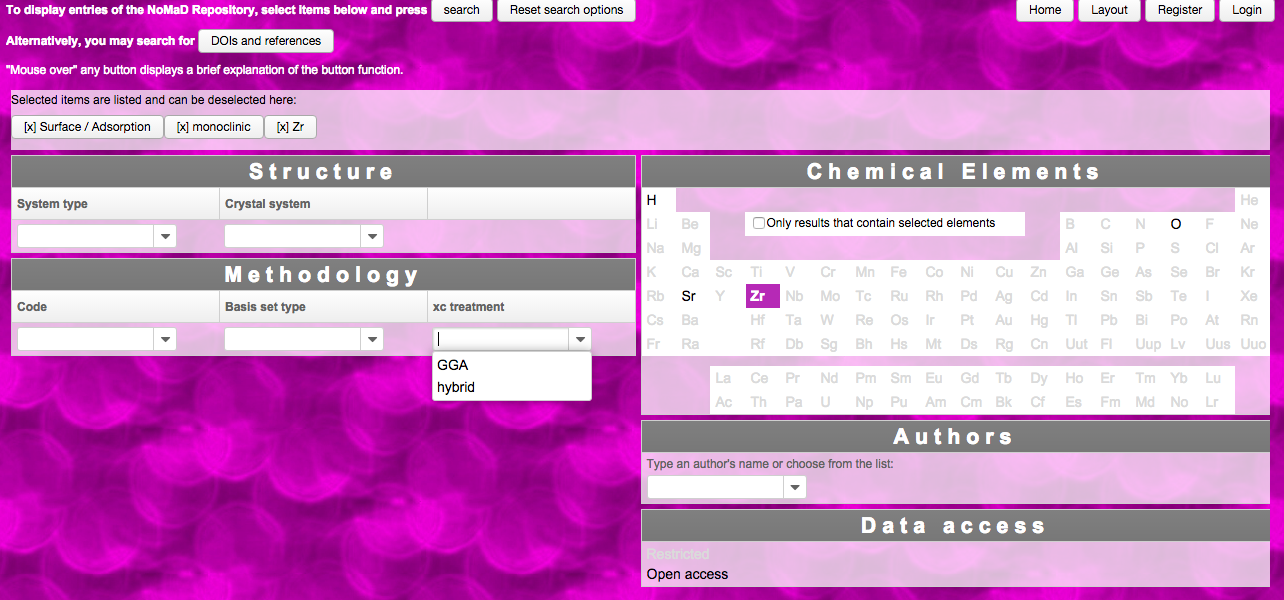 To display entries of the NoMaD Repository, select items below and press search Reset search options Home Layout Register Login
Alternatively, you may search for DOIs and references
"Mouse over" any button displays a brief explanation of the button function.
Selected items are listed and can be deselected here:
[x] Surface / Adsorption [x] monoclinic [x] Zr
Structure
System type Crystal system
Methodology
Code Basis set type xc treatment
GGA
hybrid
Chemical Elements
H He
Li Be Only results that contain selected elements B C N O F Ne
Na Mg Al Si P S Cl Ar
K Ca Sc Ti V Cr Mn Fe Co Ni Cu Zn Ga Ge As Se Br Kr
Rb Sr Y Zr Nb Mo Tc Ru Rh Pd Ag Cd In Sn Sb Te I Xe
Cs Ba Hf Ta W Re Os Ir Pt Au Hg Tl Pb Bi Po At Rn
Fr Ra Rf Db Sg Bh Hs Mt Ds Rg Cn Uut Fl Uup Lv Uus Uuo
La Ce Pr Nd Pm Sm Eu Gd Tb Dy Ho Er Tm Yb Lu
Ac Th Pa U Np Pu Am Cm Bk Cf Es Fm Md No Lr
Authors
Type an author's name or choose from the list:
Data access
Restricted
Open access